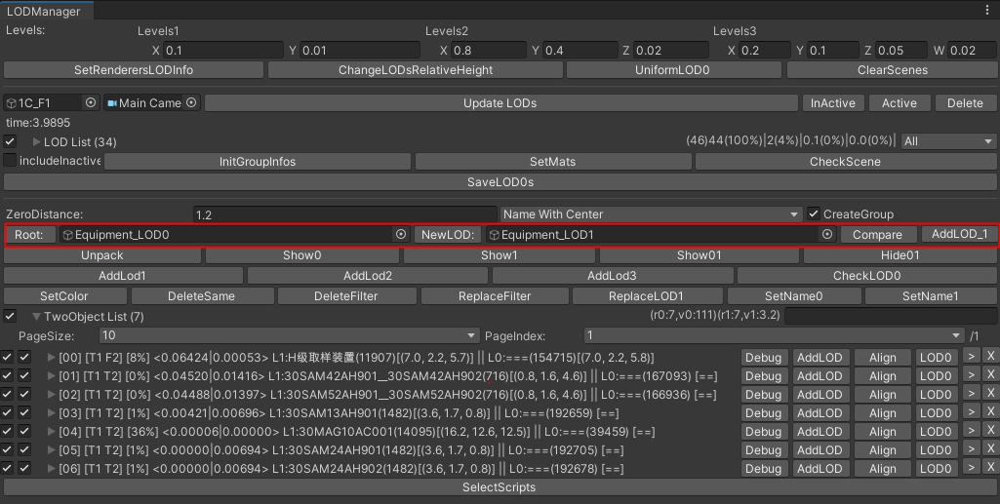 LODManager
Levels: Levels1 Levels2 Levels3
X 0.1 Y 0.01 X 0.8 Y 0.4 Z 0.02 X 0.2 Y 0.1 Z 0.05 W 0.02
SetRenderersLODInfo ChangeLODsRelativeHeight UniformLOD0 ClearScenes
1C_F1 Main Came Update LODs InActive Active Delete
time:3.9895
LOD List (34) (46)44(100%)|2(4%)|0.1(0%)|0.0(0%)| All
includeInactive InitGroupInfos SetMats CheckScene
SaveLOD0s
ZeroDistance: 1.2 Name With Center CreateGroup
Root: Equipment_LOD0 NewLOD: Equipment_LOD1 Compare AddLOD_1
Unpack Show0 Show1 Show01 Hide01
AddLod1 AddLod2 AddLod3 CheckLOD0
SetColor DeleteSame DeleteFilter ReplaceFilter ReplaceLOD1 SetName0 SetName1
TwoObject List (7) (r0:7,v0:111)(r1:7,v1:3.2)
PageSize: 10 PageIndex: 1 /1
[00] [T1 F2] [8%] <0.06424|0.00053> L1:H级取样装置(11907)[(7.0, 2.2, 5.7)] || L0:===(154715)[(7.0, 2.2, 5.8)] Debug AddLOD Align LOD0 > X
[01] [T1 T2] [0%] <0.04520|0.01416> L1:30SAM42AH901__30SAM42AH902(716)[(0.8, 1.6, 4.6)] || L0:===(167093) [==] Debug AddLOD Align LOD0 > X
[02] [T1 T2] [0%] <0.04488|0.01397> L1:30SAM52AH901__30SAM52AH902(716)[(0.8, 1.6, 4.6)] || L0:===(166936) [==] Debug AddLOD Align LOD0 > X
[03] [T1 T2] [1%] <0.00421|0.00696> L1:30SAM13AH901(1482)[(3.6, 1.7, 0.8)] || L0:===(192659) [==] Debug AddLOD Align LOD0 > X
[04] [T1 T2] [36%] <0.00006|0.00000> L1:30MAG10AC001(14095)[(16.2, 12.6, 12.5)] || L0:===(39459) [==] Debug AddLOD Align LOD0 > X
[05] [T1 T2] [1%] <0.00000|0.00694> L1:30SAM24AH901(1482)[(3.6, 1.7, 0.8)] || L0:===(192705) [==] Debug AddLOD Align LOD0 > X
[06] [T1 T2] [1%] <0.00000|0.00694> L1:30SAM24AH902(1482)[(3.6, 1.7, 0.8)] || L0:===(192678) [==] Debug AddLOD Align LOD0 > X
SelectScripts